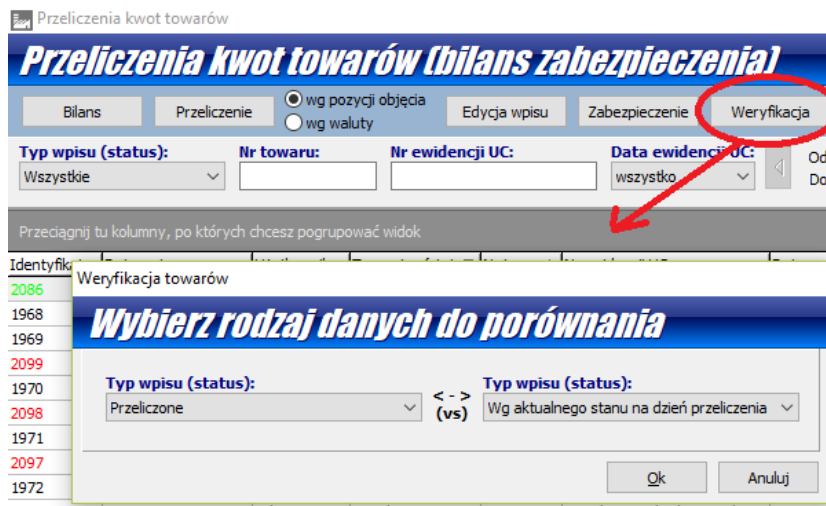 Przeliczenia kwot towarów
Przeliczenia kwot towarów (bilans zabezpieczenia)
Bilans Przeliczenie wg pozycji objęcia wg waluty Edycja wpisu Zabezpieczenie Weryfikacja
Typ wpisu (status): Nr towaru: Nr ewidencji UC: Data ewidencji UC: Od
Wszystkie wszystko Do
Przeciągnij tu kolumny, po których chcesz pogrupować widok
Weryfikacja towarów
2086
Wybierz rodzaj danych do porównania
1968
1969
2099
Typ wpisu (status): < - > Typ wpisu (status):
1970
Przeliczone (vs) Wg aktualnego stanu na dzień przeliczenia
2098
1971
2097
Ok Anuluj
1972